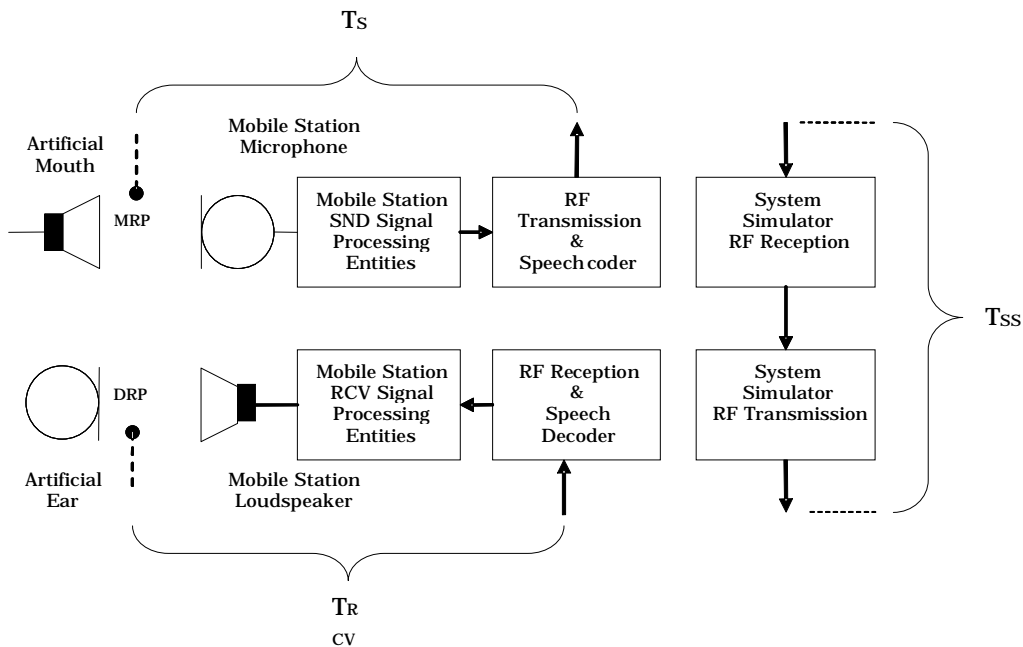 Ts
Artificial
Mouth
MRP
Mobile Station
Microphone
Mobile Station
SND Signal
Processing
Entities
RF
Transmission
&
Speech coder
System
Simulator
RF Reception
Tss
DRP
Artificial
Ear
Mobile Station
Loudspeaker
Mobile Station
RCV Signal
Processing
Entities
RF Reception
&
Speech
Decoder
System
Simulator
RF Transmission
TR
CV